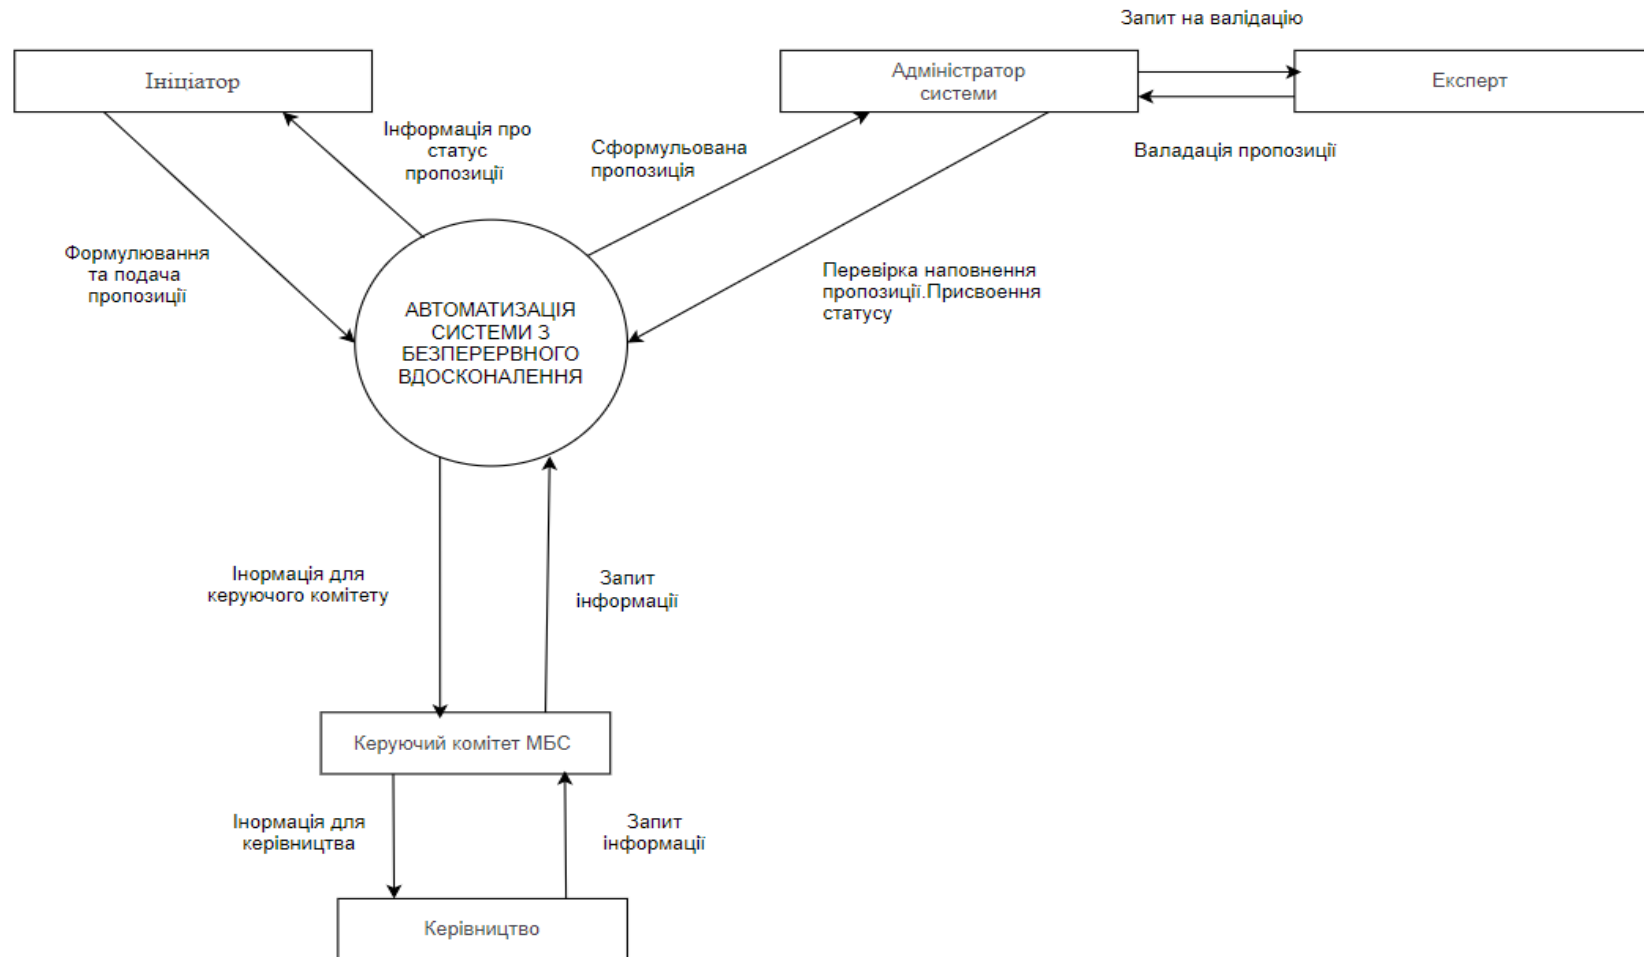 Запит на валідацію
Ініціатор
Адміністратор
системи
Експерт
Інформація про
статус
пропозиції
Сформульована
пропозиція
Валадація пропозиції
Формулювання
та подача
пропозиції
Перевірка наповнення
пропозиції.Присвоення
статусу
АВТОМАТИЗАЦІЯ
СИСТЕМИ З
БЕЗПЕРЕРВНОГО
ВДОСКОНАЛЕННЯ
Інормація для
керуючого комітету
Запит
інформації
Керуючий комітет МБС
Інормація для
керівництва
Запит
інформації
Керівництво